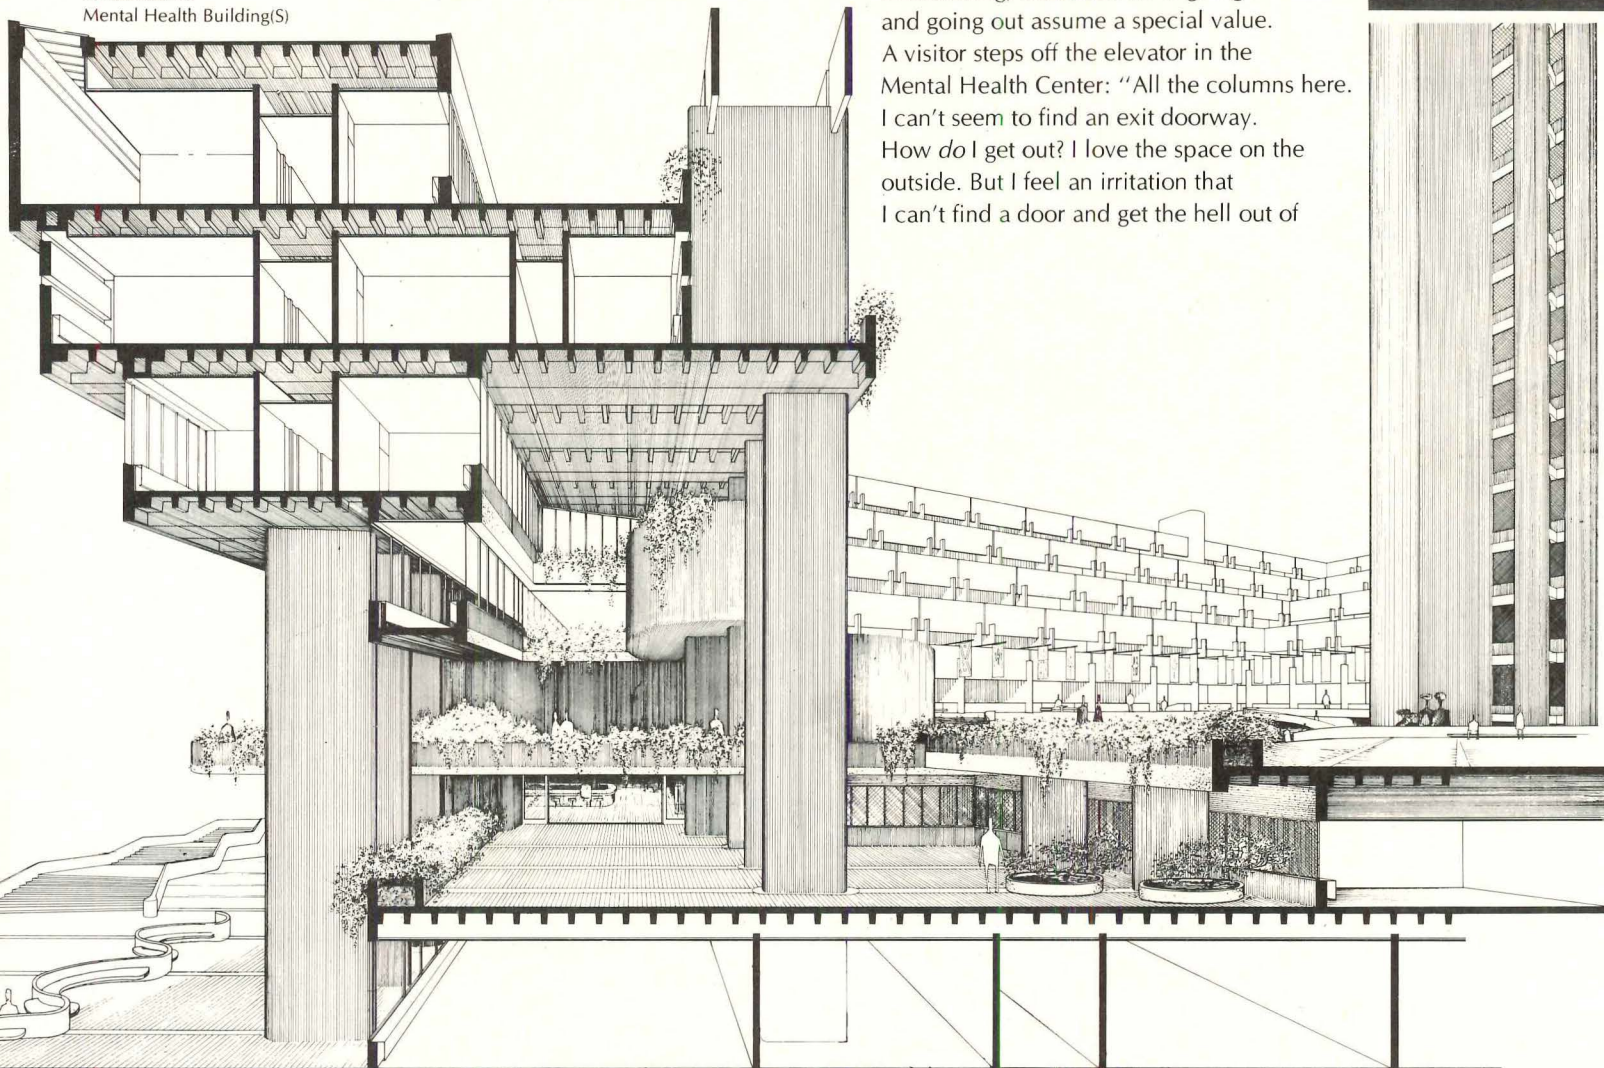 Mental Health Building(S)
and going out assume a special value.
A visitor steps off the elevator in the
Mental Health Center: “All the columns here.
I can't seem to find an exit doorway.
How do I get out? I love the space on the
outside. But I feel an irritation that
I can't find a door and get the hell out of